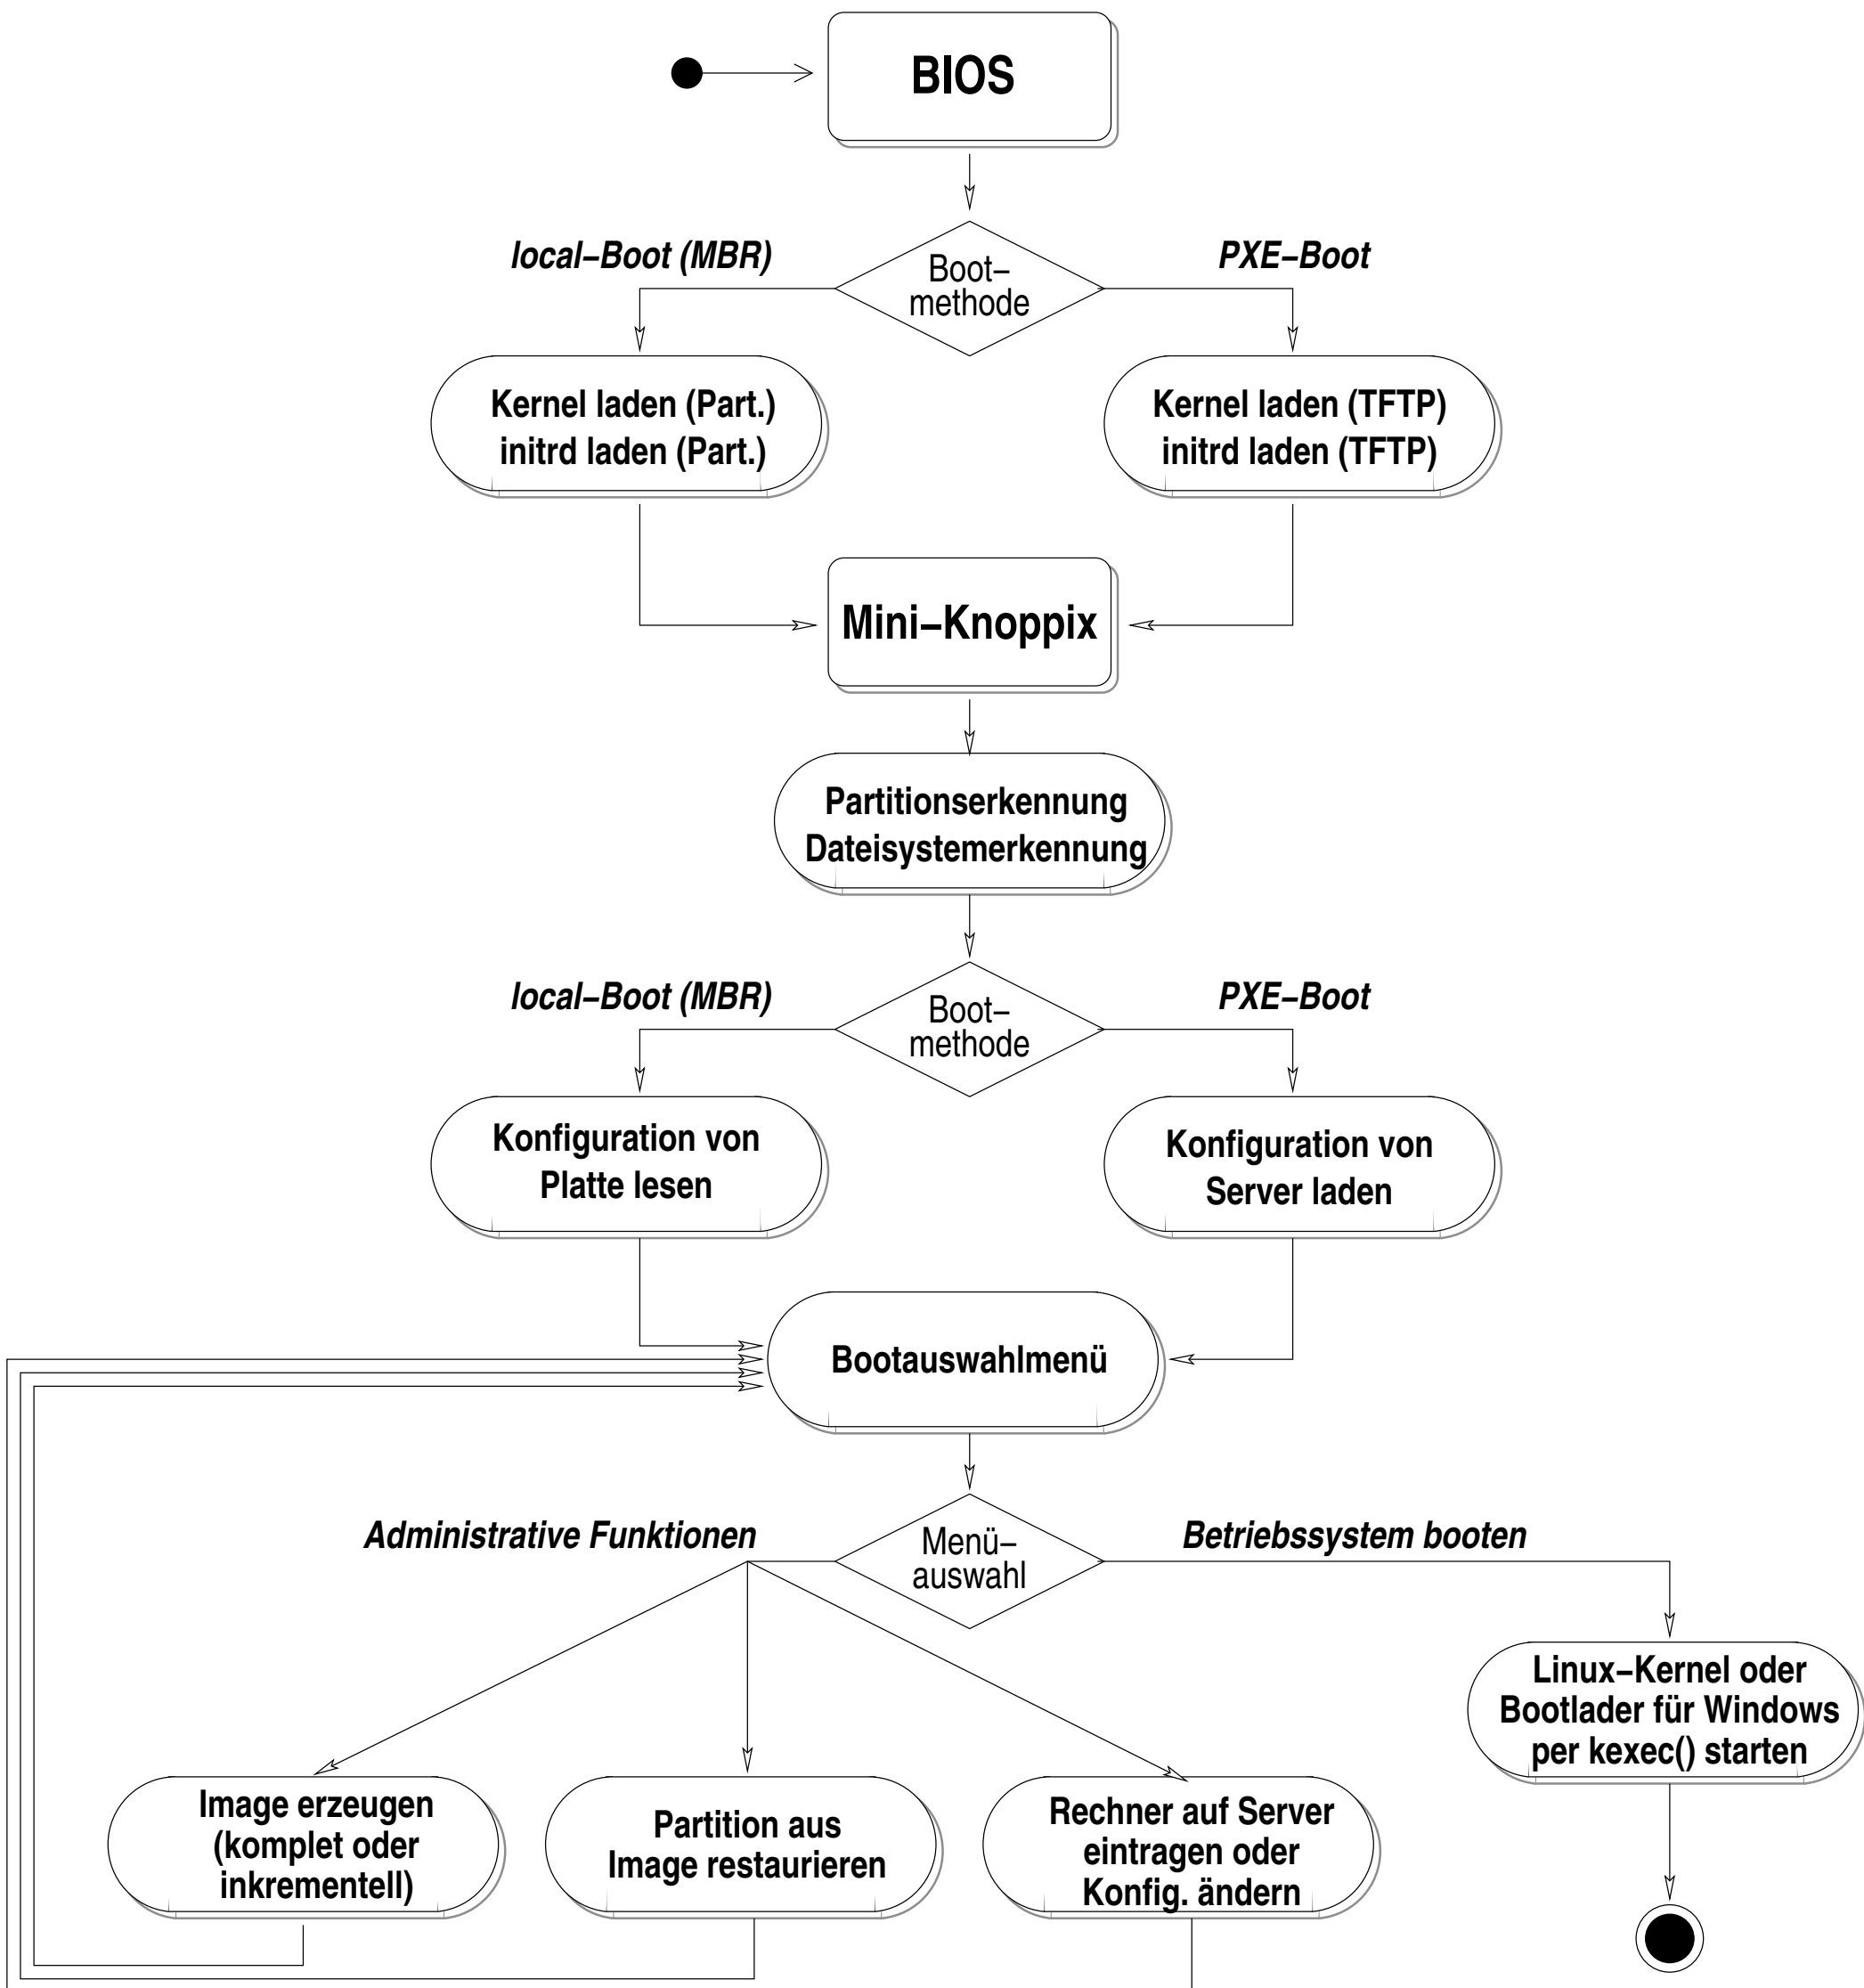 BIOS
local–Boot (MBR)
Boot–
methode
PXE–Boot
Kernel laden (Part.)
initrd laden (Part.)
Kernel laden (TFTP)
initrd laden (TFTP)
Mini–Knoppix
Partitionserkennung
Dateisystemerkennung
local–Boot (MBR)
Boot–
methode
PXE–Boot
Konfiguration von
Platte lesen
Konfiguration von
Server laden
Bootauswahlmenü
Administrative Funktionen
Menü–
auswahl
Betriebssystem booten
Linux–Kernel oder
Bootlader für Windows
per kexec() starten
Image erzeugen
(komplet oder
inkrementell)
Partition aus
Image restaurieren
Rechner auf Server
eintragen oder
Konfig. ändern